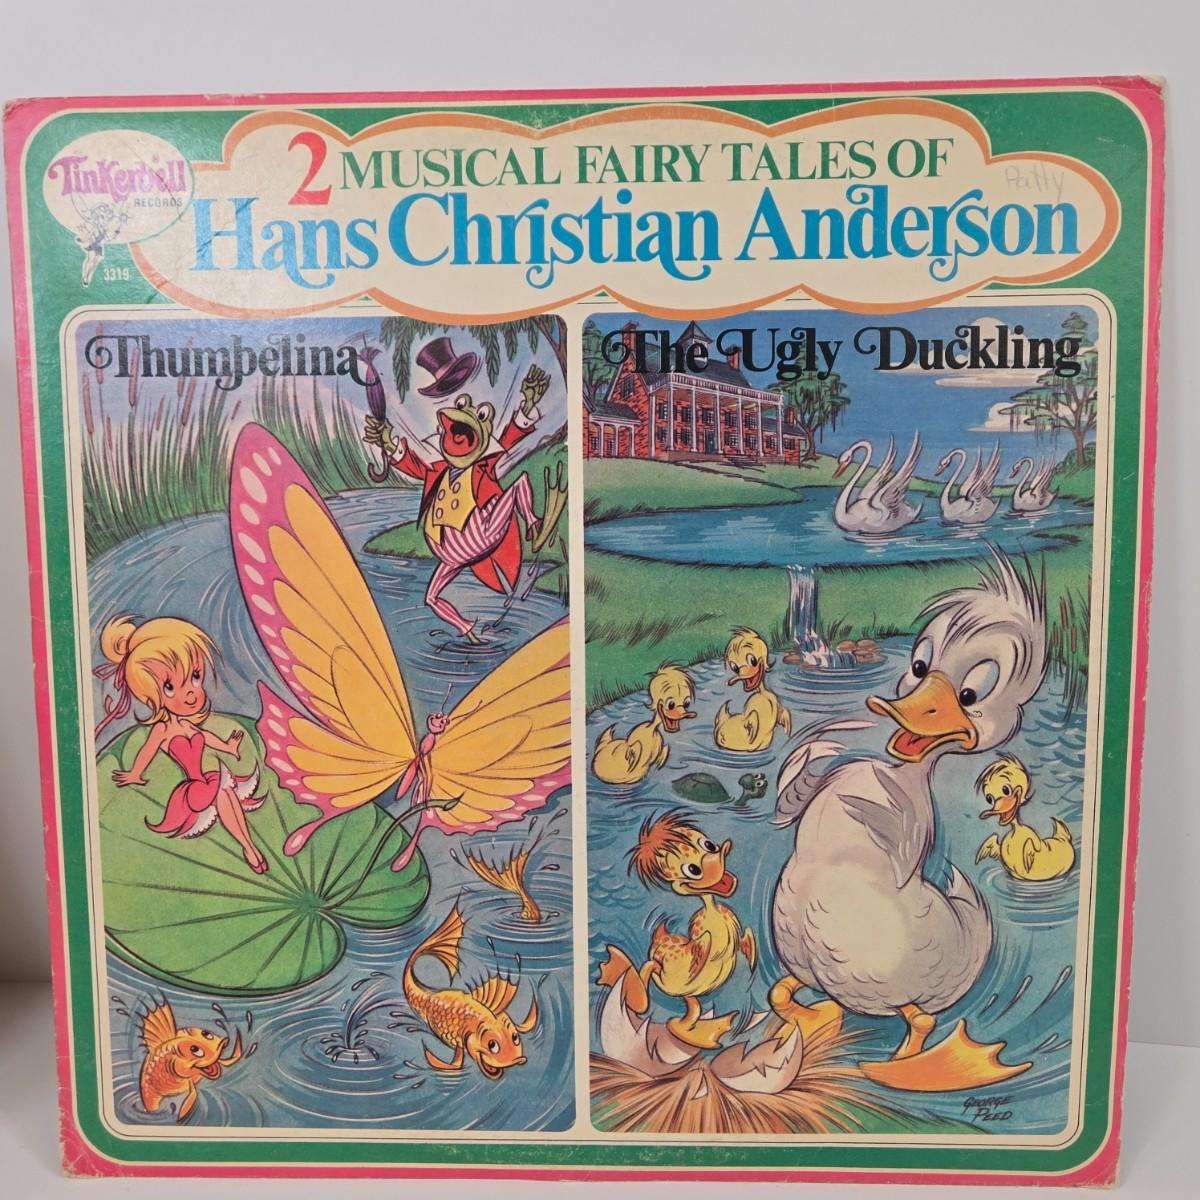 Tinkerbell
RECORDS
3319
2 MUSICAL FAIRY TALES OF
Hans Christian Anderson
Patty
Thumbelina
The Ugly Duckling
GEORGE
PEED